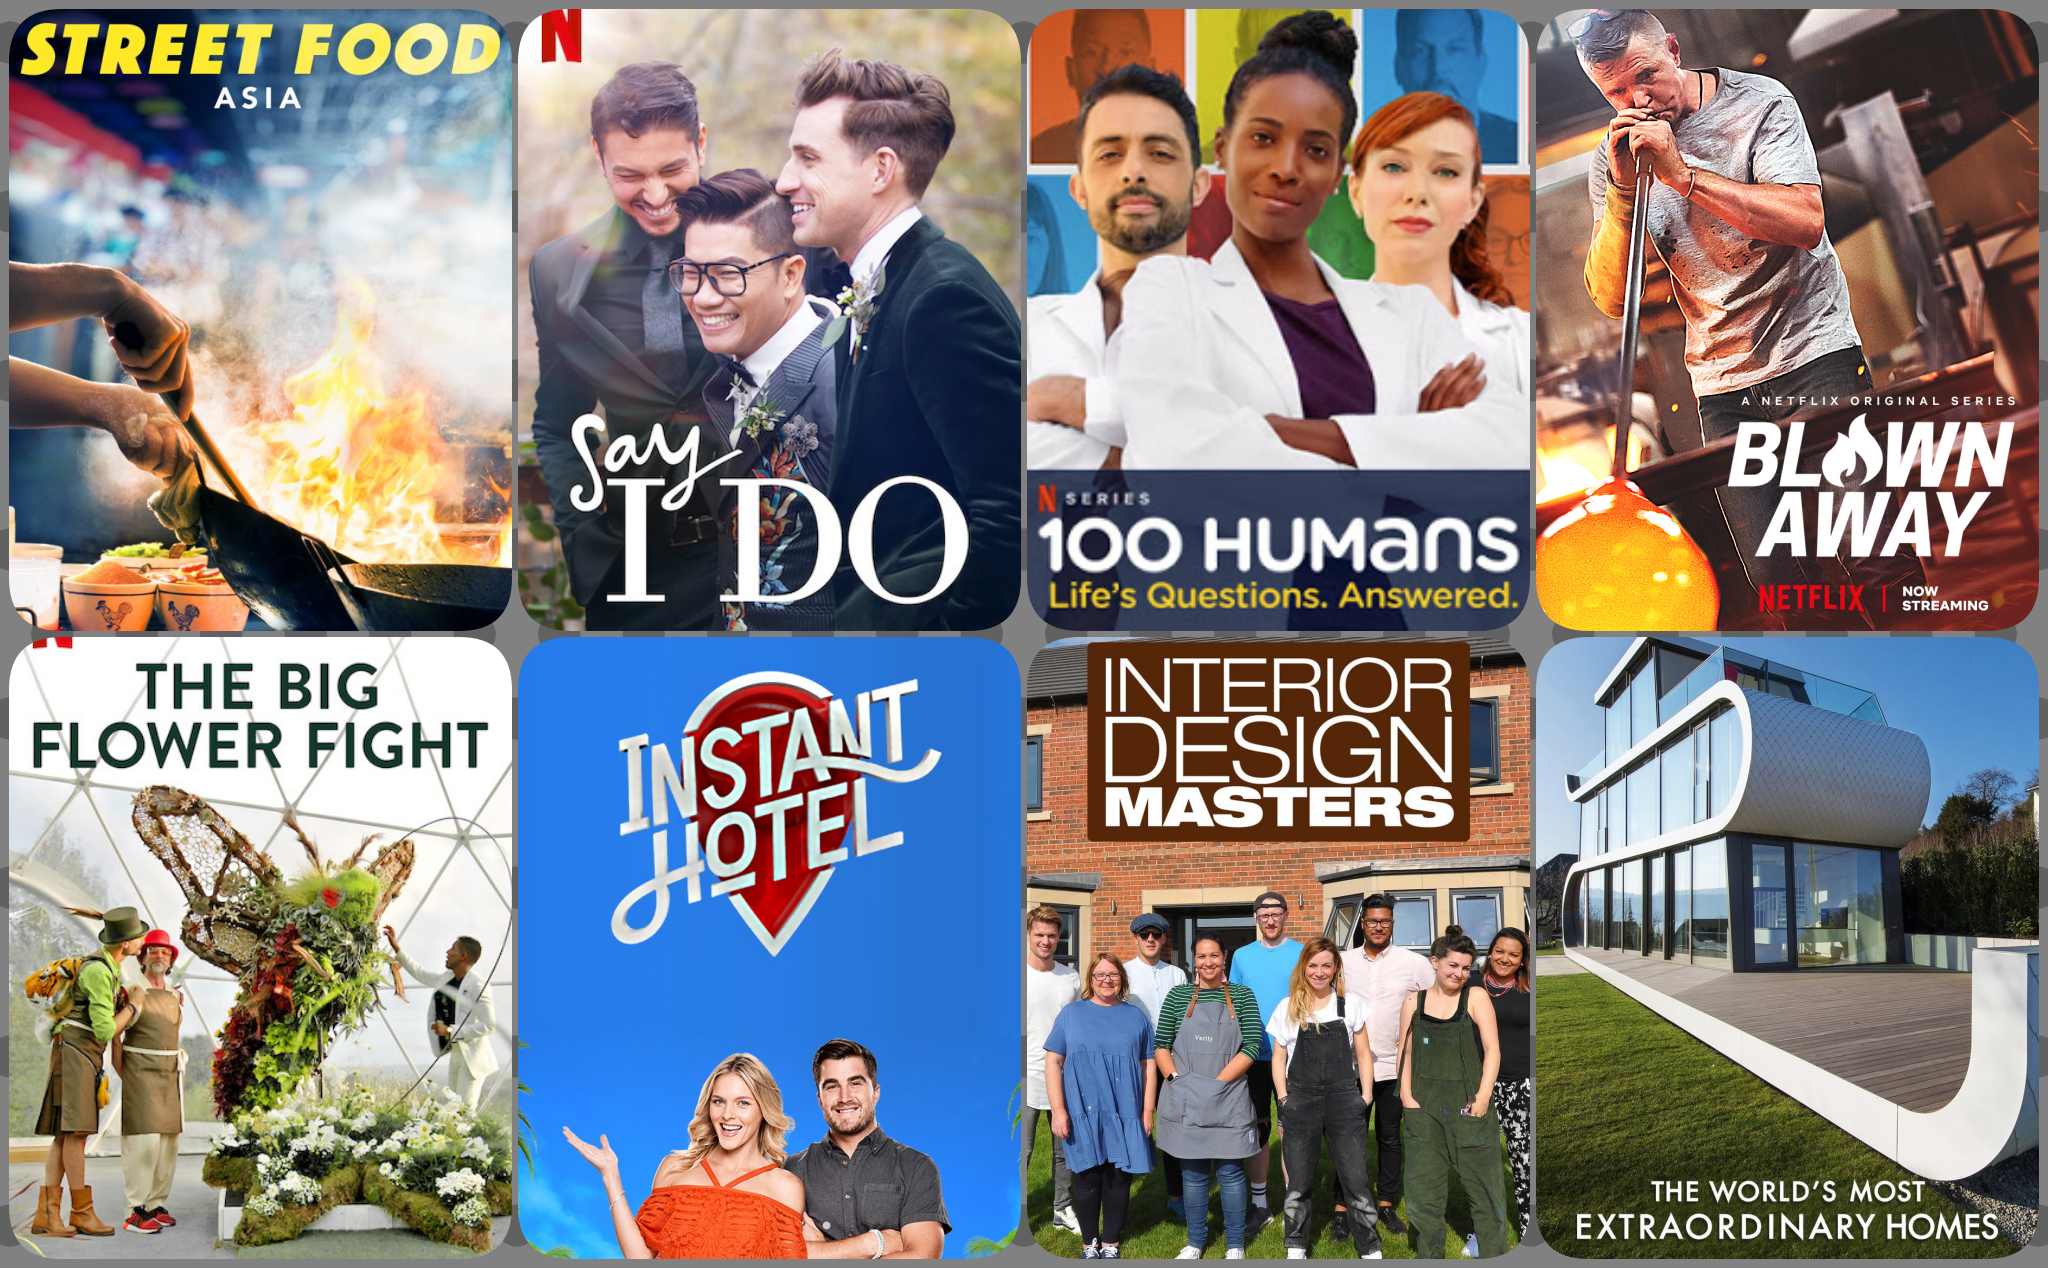 STREET FOOD
ASIA
N
Say
I DO
N SERIES
100 HUMANS
Life's Questions. Answered.
A NETFLIX ORIGINAL SERIES
BLOWN
AWAY
NETFLIX | NOW
STREAMING
N
THE BIG
FLOWER FIGHT
INSTANT
HOTEL
INTERIOR
DESIGN
MASTERS
Verity
THE WORLD'S MOST
EXTRAORDINARY HOMES